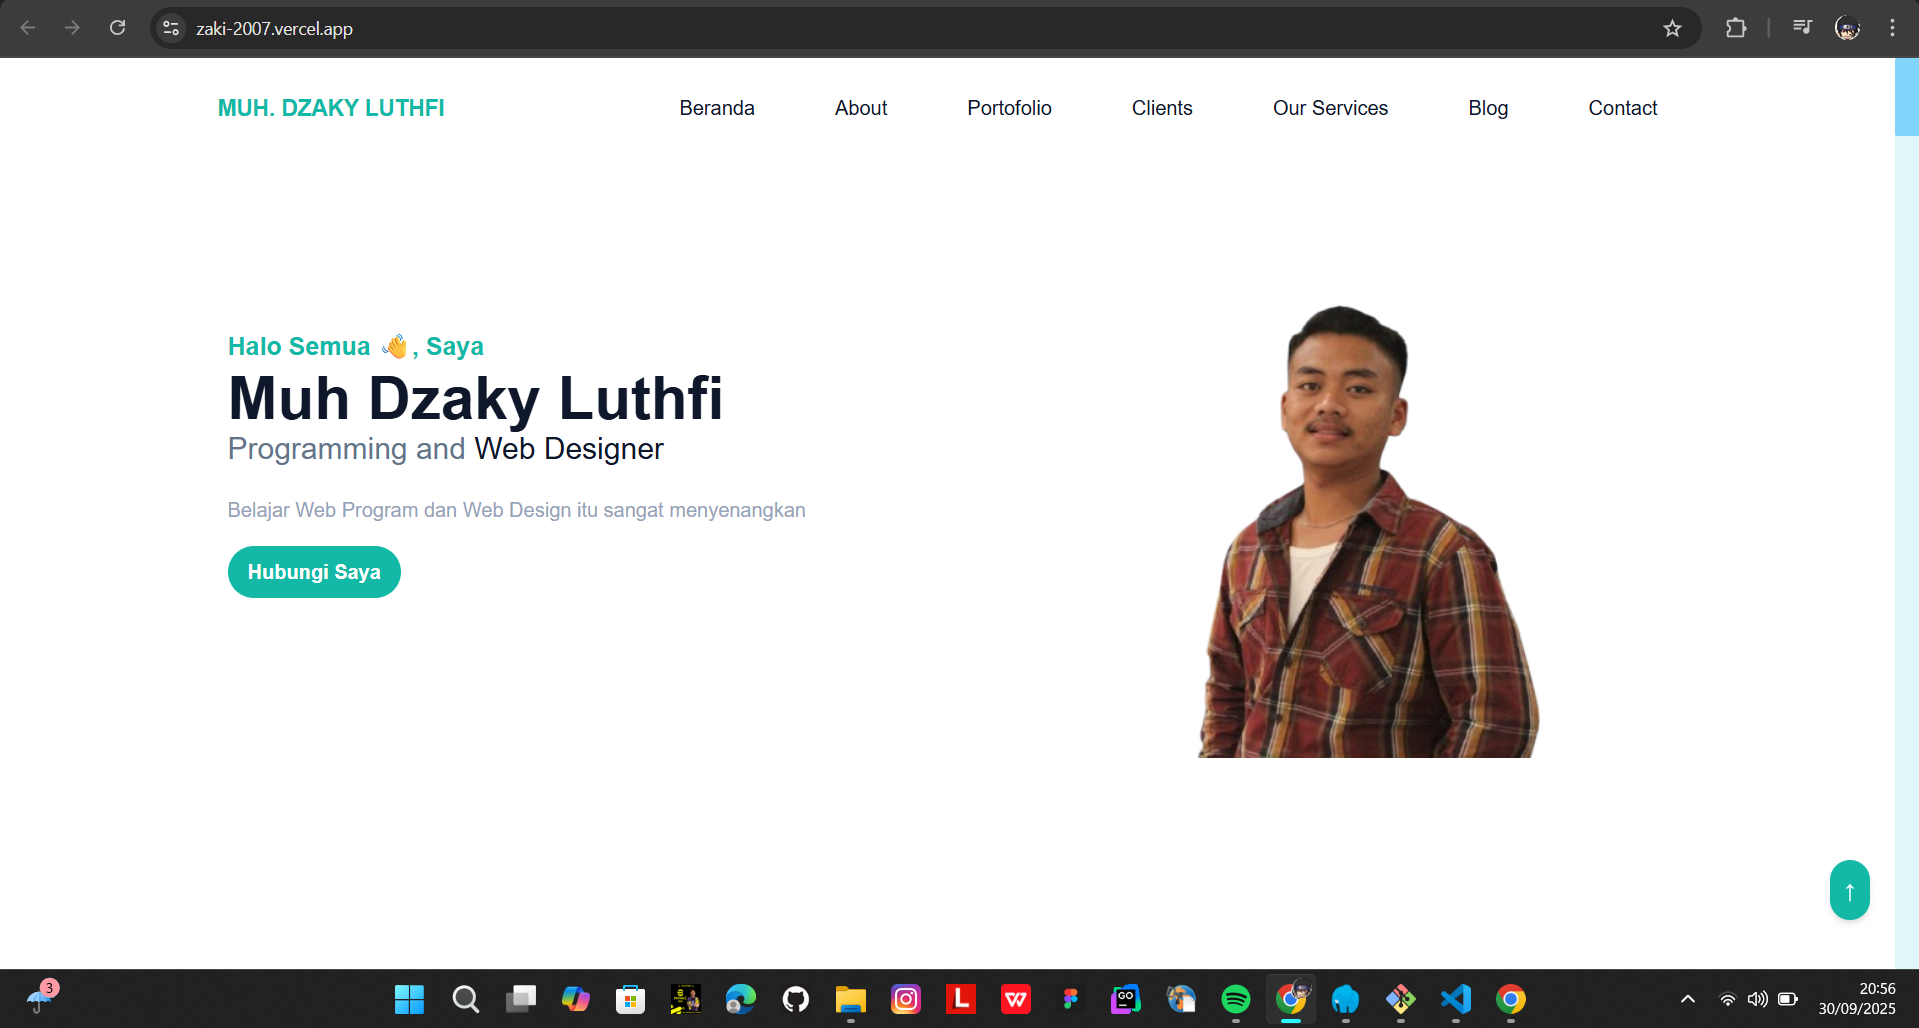 zaki-2007.vercel.app
MUH. DZAKY LUTHFI
Beranda
About
Portofolio
Clients
Our Services
Blog
Contact
Halo Semua 👋, Saya
Muh Dzaky Luthfi
Programming and Web Designer
Belajar Web Program dan Web Design itu sangat menyenangkan
Hubungi Saya
↑
3
L
W
GO
20:56
30/09/2025